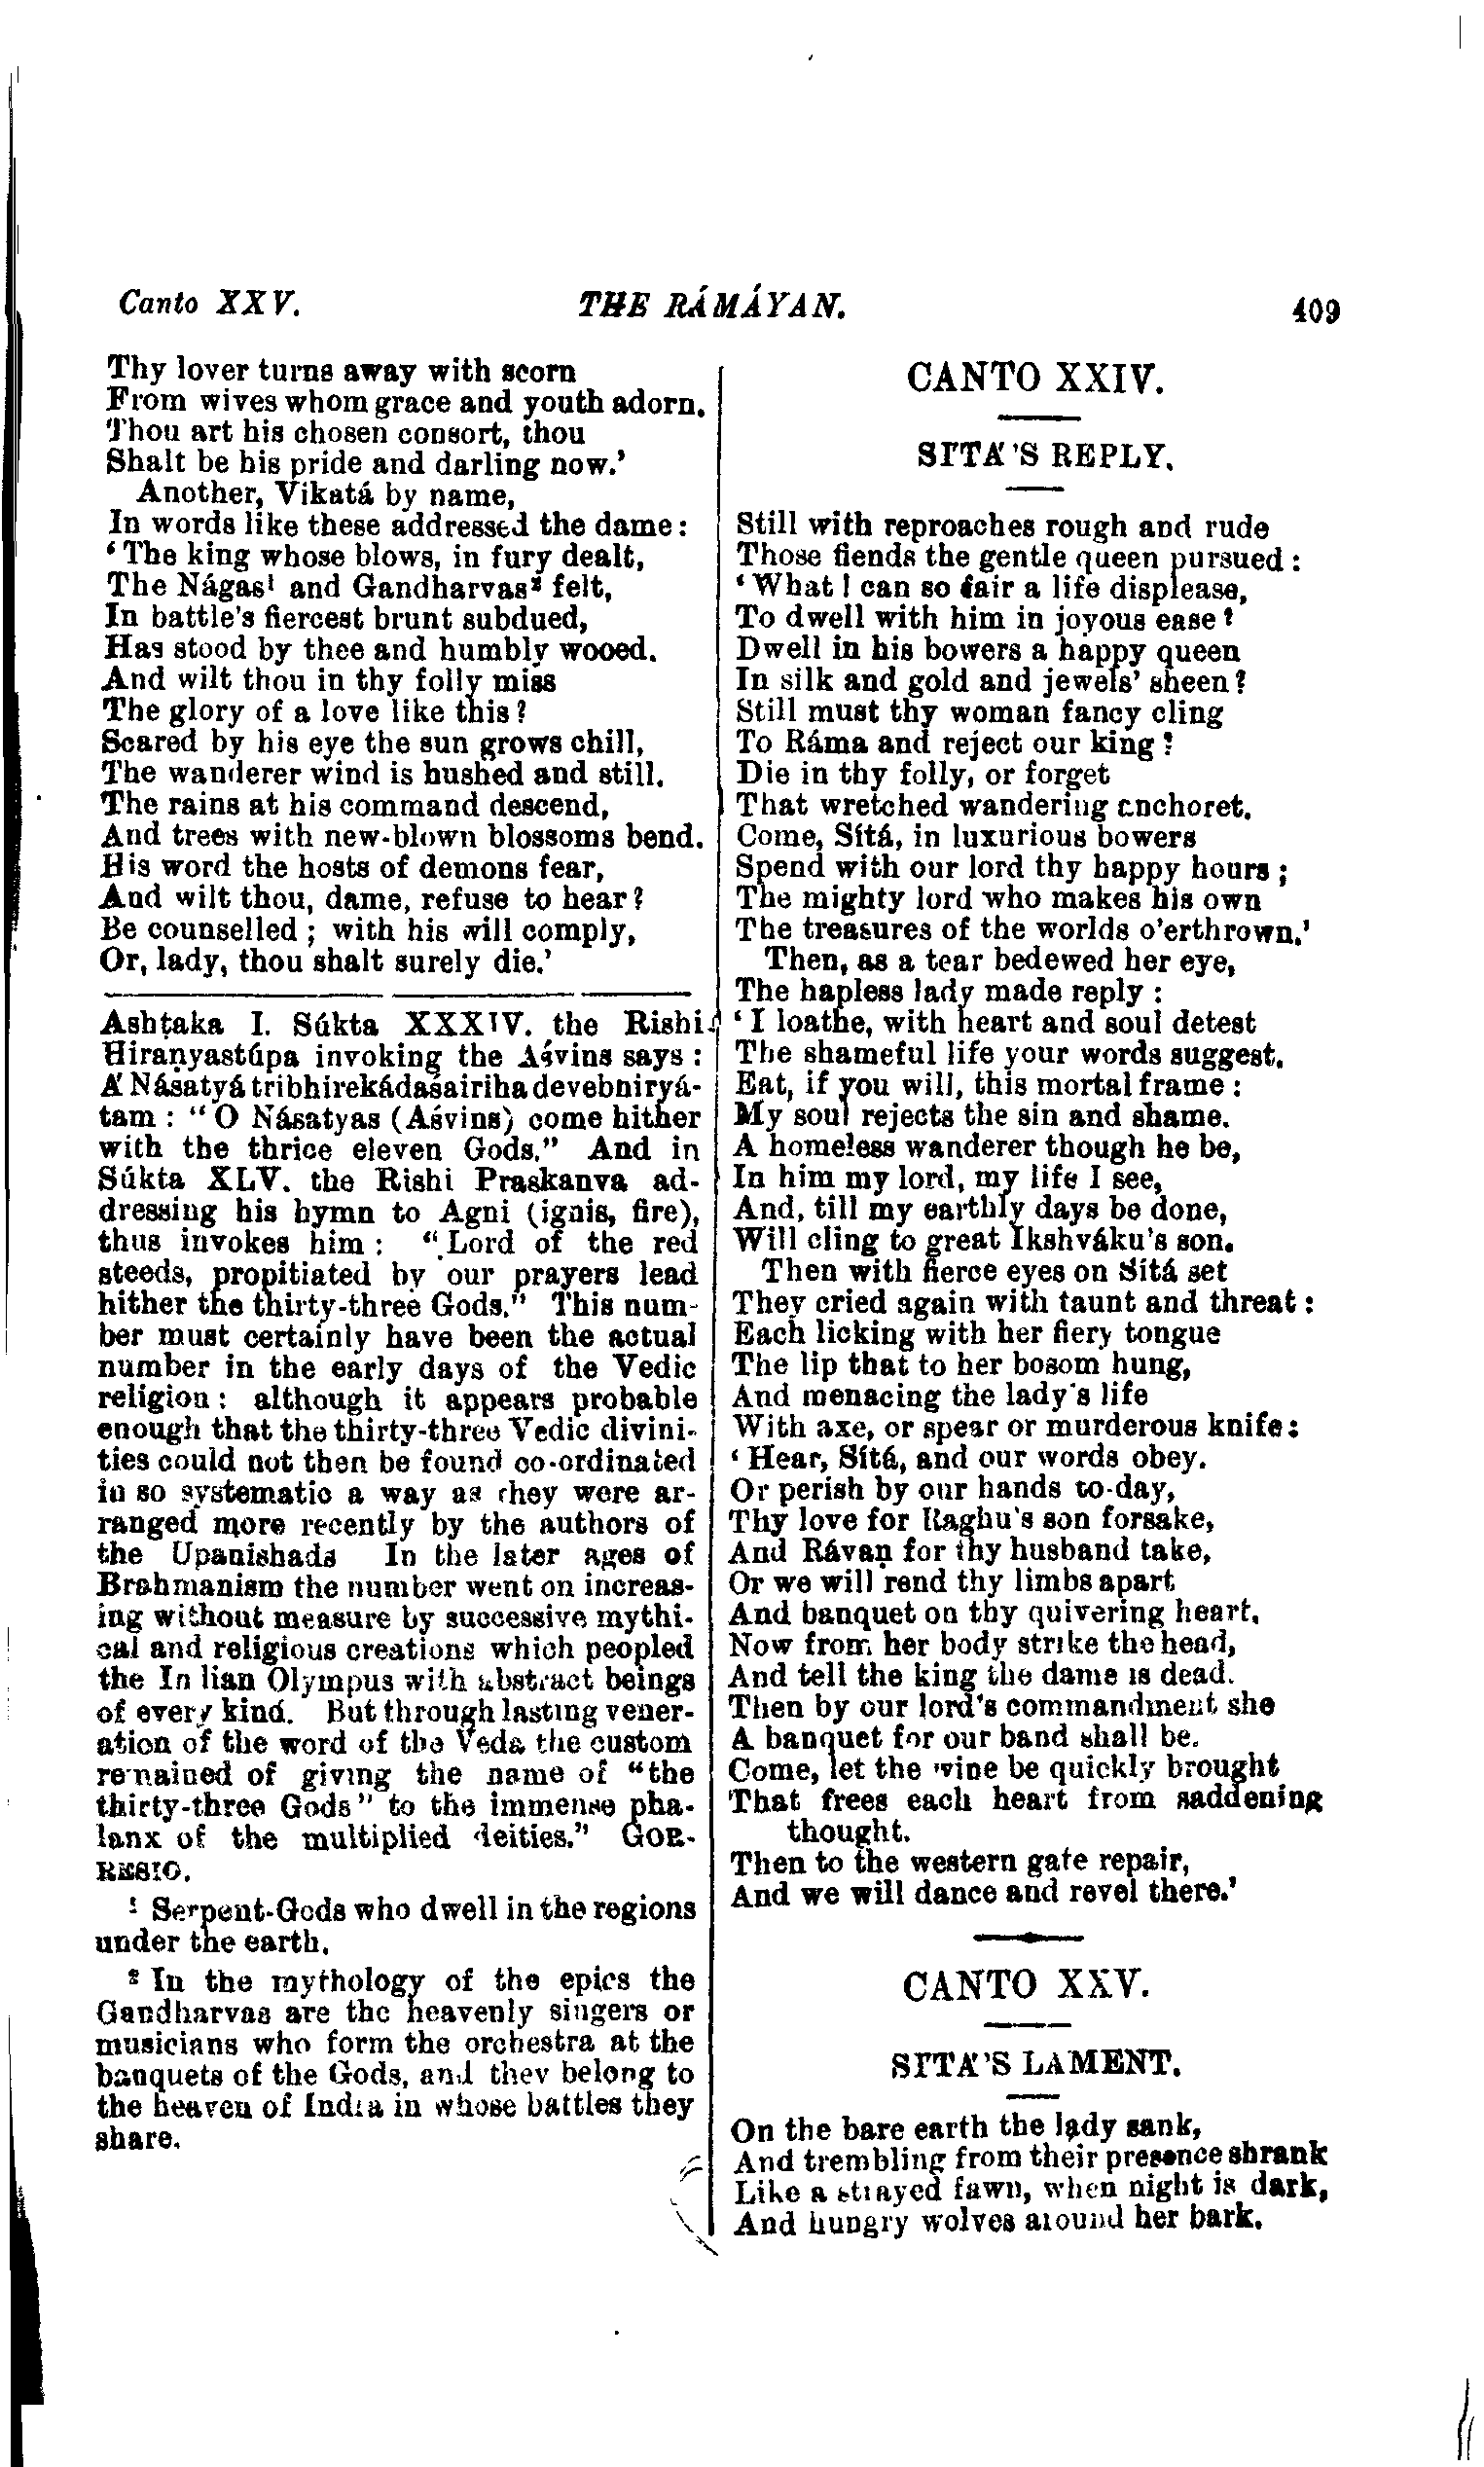 Canto XXV. THE RÁMÁYAN. 409
Thy lover turns away with scorn
From wives whom grace and youth adorn.
Thou art his chosen consort, thou
Shalt be his pride and darling now.'
Another, Vikatá by name,
In words like these addressed the dame:
'The king whose blows, in fury dealt,
The Nágas¹ and Gandharvas² felt,
In battle's fiercest brunt subdued,
Has stood by thee and humbly wooed.
And wilt thou in thy folly miss
The glory of a love like this?
Scared by his eye the sun grows chill,
The wanderer wind is hushed and still.
The rains at his command descend,
And trees with new-blown blossoms bend.
His word the hosts of demons fear,
And wilt thou, dame, refuse to hear?
Be counselled; with his will comply,
Or, lady, thou shalt surely die.'
Ashṭaka I. Súkta XXXIV. the Rishi
Hiraṇyastúpa invoking the Aśvins says:
Á Násatyá tribhirekádaśairiha devebniryá-
tam: "O Násatyas (Aśvins) come hither
with the thrice eleven Gods." And in
Súkta XLV. the Rishi Praskanva ad-
dressing his hymn to Agni (ignis, fire),
thus invokes him: "Lord of the red
steeds, propitiated by our prayers lead
hither the thirty-three Gods." This num-
ber must certainly have been the actual
number in the early days of the Vedic
religion: although it appears probable
enough that the thirty-three Vedic divini-
ties could not then be found co-ordinated
in so systematic a way as they were ar-
ranged more recently by the authors of
the Upanishads In the later ages of
Brahmanism the number went on increas-
ing without measure by successive mythi-
cal and religious creations which peopled
the Indian Olympus with abstract beings
of every kind. But through lasting vener-
ation of the word of the Veda the custom
remained of giving the name of "the
thirty-three Gods" to the immense pha-
lanx of the multiplied deities." GOR-
RESIO.
¹ Serpent-Gods who dwell in the regions
under the earth.
² In the mythology of the epics the
Gandharvas are the heavenly singers or
musicians who form the orchestra at the
banquets of the Gods, and they belong to
the heaven of India in whose battles they
share.
CANTO XXIV.
SÍTÁ'S REPLY.
Still with reproaches rough and rude
Those fiends the gentle queen pursued:
'What! can so fair a life displease,
To dwell with him in joyous ease?
Dwell in his bowers a happy queen
In silk and gold and jewels' sheen?
Still must thy woman fancy cling
To Ráma and reject our king?
Die in thy folly, or forget
That wretched wandering anchoret.
Come, Sítá, in luxurious bowers
Spend with our lord thy happy hours;
The mighty lord who makes his own
The treasures of the worlds o'erthrown.'
Then, as a tear bedewed her eye,
The hapless lady made reply:
'I loathe, with heart and soul detest
The shameful life your words suggest.
Eat, if you will, this mortal frame:
My soul rejects the sin and shame.
A homeless wanderer though he be,
In him my lord, my life I see,
And, till my earthly days be done,
Will cling to great Ikshváku's son.
Then with fierce eyes on Sitá set
They cried again with taunt and threat:
Each licking with her fiery tongue
The lip that to her bosom hung,
And menacing the lady's life
With axe, or spear or murderous knife:
'Hear, Sítá, and our words obey.
Or perish by our hands to-day,
Thy love for Raghu's son forsake,
And Rávaṇ for thy husband take,
Or we will rend thy limbs apart
And banquet on thy quivering heart.
Now from her body strike the head,
And tell the king the dame is dead.
Then by our lord's commandment she
A banquet for our band shall be.
Come, let the wine be quickly brought
That frees each heart from saddening
thought.
Then to the western gate repair,
And we will dance and revel there.'
CANTO XXV.
SÍTÁ'S LAMENT.
On the bare earth the lady sank,
And trembling from their presence shrank
Like a strayed fawn, when night is dark,
And hungry wolves around her bark.